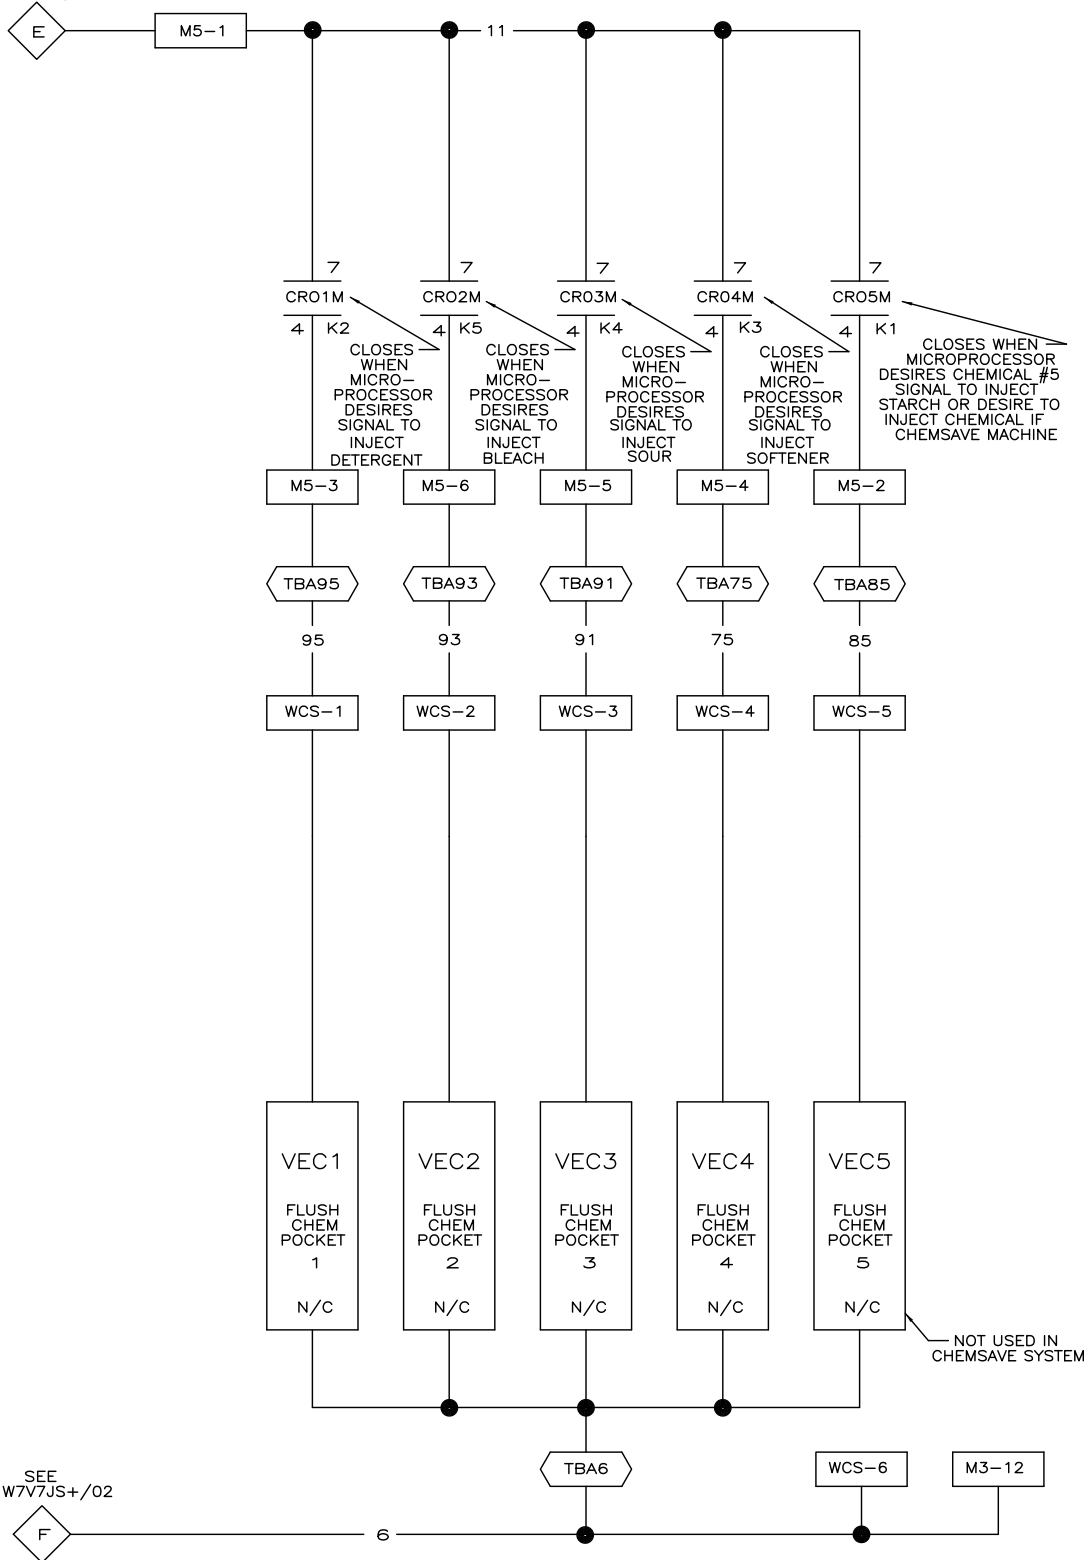 E
M5-1
11
7
7
7
7
7
CR01M
CR02M
CR03M
CR04M
CR05M
4 K2
4 K5
4 K4
4 K3
4 K1
CLOSES
WHEN
MICRO-
PROCESSOR
DESIRES
SIGNAL TO
INJECT
DETERGENT
CLOSES
WHEN
MICRO-
PROCESSOR
DESIRES
SIGNAL TO
INJECT
BLEACH
CLOSES
WHEN
MICRO-
PROCESSOR
DESIRES
SIGNAL TO
INJECT
SOUR
CLOSES
WHEN
MICRO-
PROCESSOR
DESIRES
SIGNAL TO
INJECT
SOFTENER
CLOSES WHEN
MICROPROCESSOR
DESIRES CHEMICAL #5
SIGNAL TO INJECT
STARCH OR DESIRE TO
INJECT CHEMICAL IF
CHEMSAVE MACHINE
M5-3
M5-6
M5-5
M5-4
M5-2
TBA95
TBA93
TBA91
TBA75
TBA85
95
93
91
75
85
WCS-1
WCS-2
WCS-3
WCS-4
WCS-5
VEC1
FLUSH
CHEM
POCKET
1
N/C
VEC2
FLUSH
CHEM
POCKET
2
N/C
VEC3
FLUSH
CHEM
POCKET
3
N/C
VEC4
FLUSH
CHEM
POCKET
4
N/C
VEC5
FLUSH
CHEM
POCKET
5
N/C
NOT USED IN
CHEMSAVE SYSTEM
TBA6
WCS-6
M3-12
SEE
W7V7JS+/02
F
6